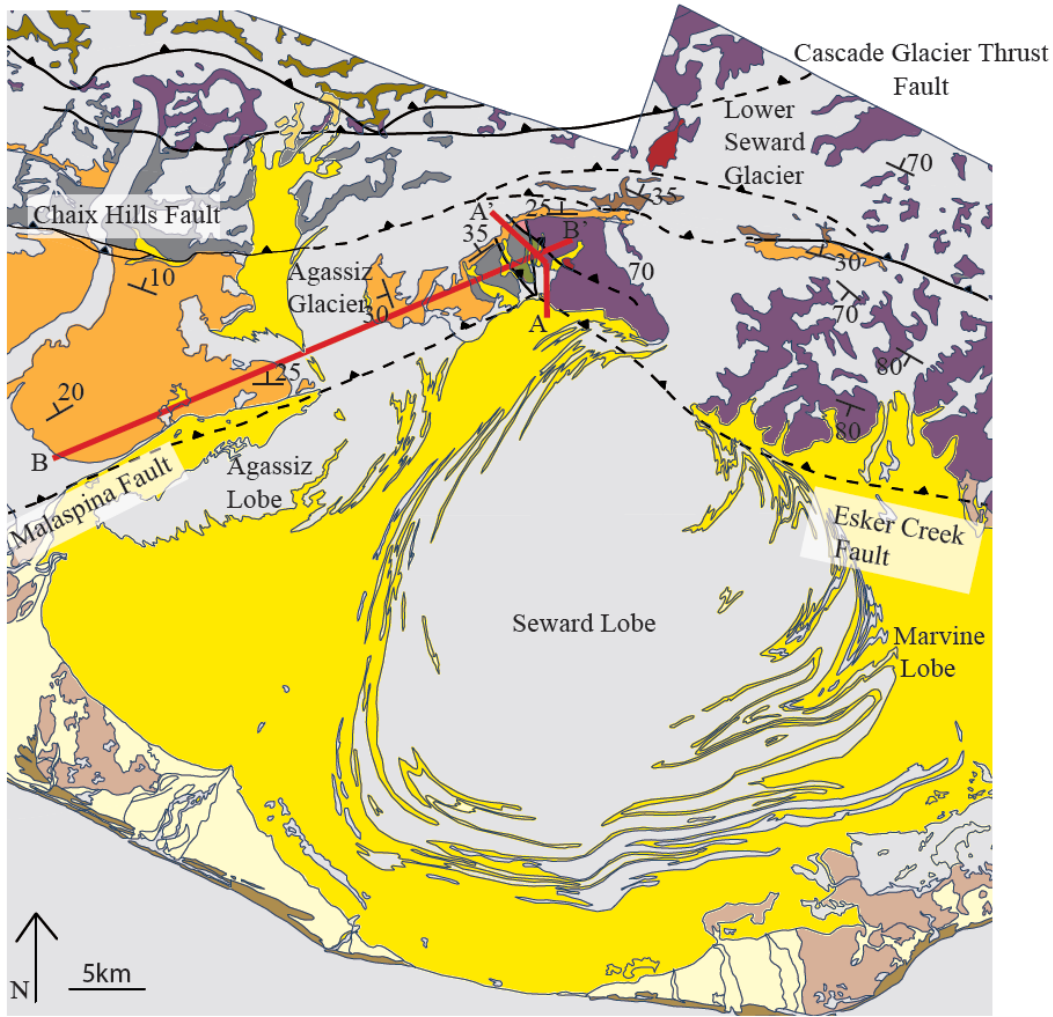 Cascade Glacier Thrust
Fault
Lower
Seward
Glacier
70
35
Chaix Hills Fault
A'
25
B'
35
10
Agassiz
Glacier
30
70
30
70
A
80
25
20
B
80
Agassiz
Lobe
Malaspina Fault
Esker Creek
Fault
Seward Lobe
Marvine
Lobe
N
5km